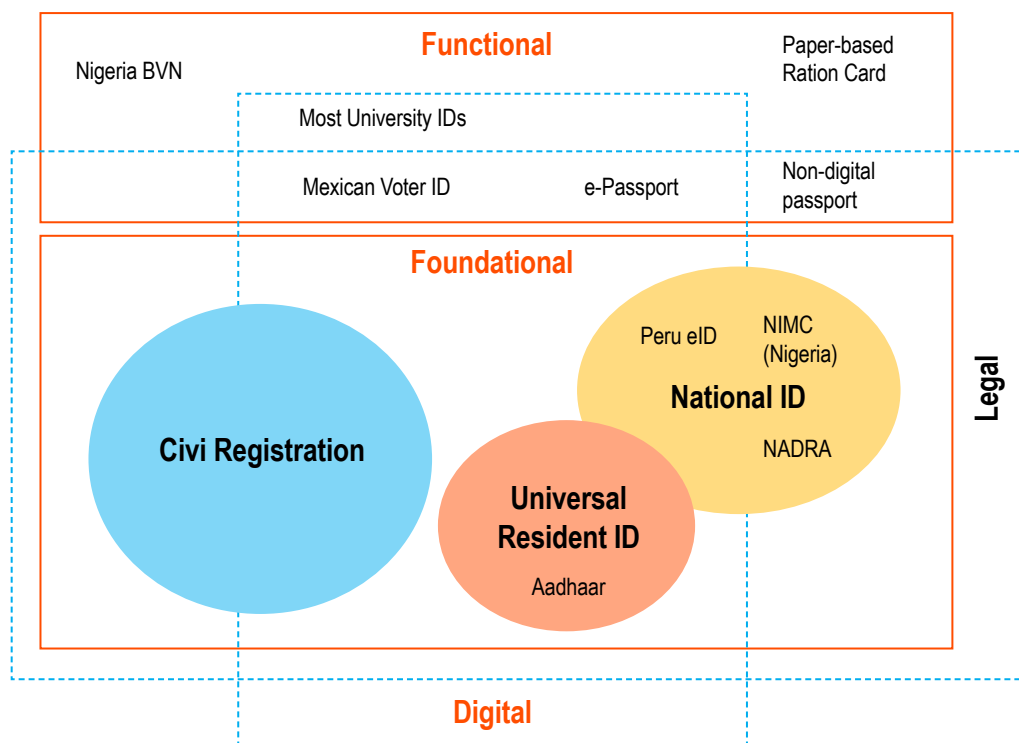 Functional
Nigeria BVN
Paper-based
Ration Card
Most University IDs
Mexican Voter ID
e-Passport
Non-digital
passport
Foundational
Peru eID
NIMC
(Nigeria)
National ID
NADRA
Legal
Civi Registration
Universal
Resident ID
Aadhaar
Digital